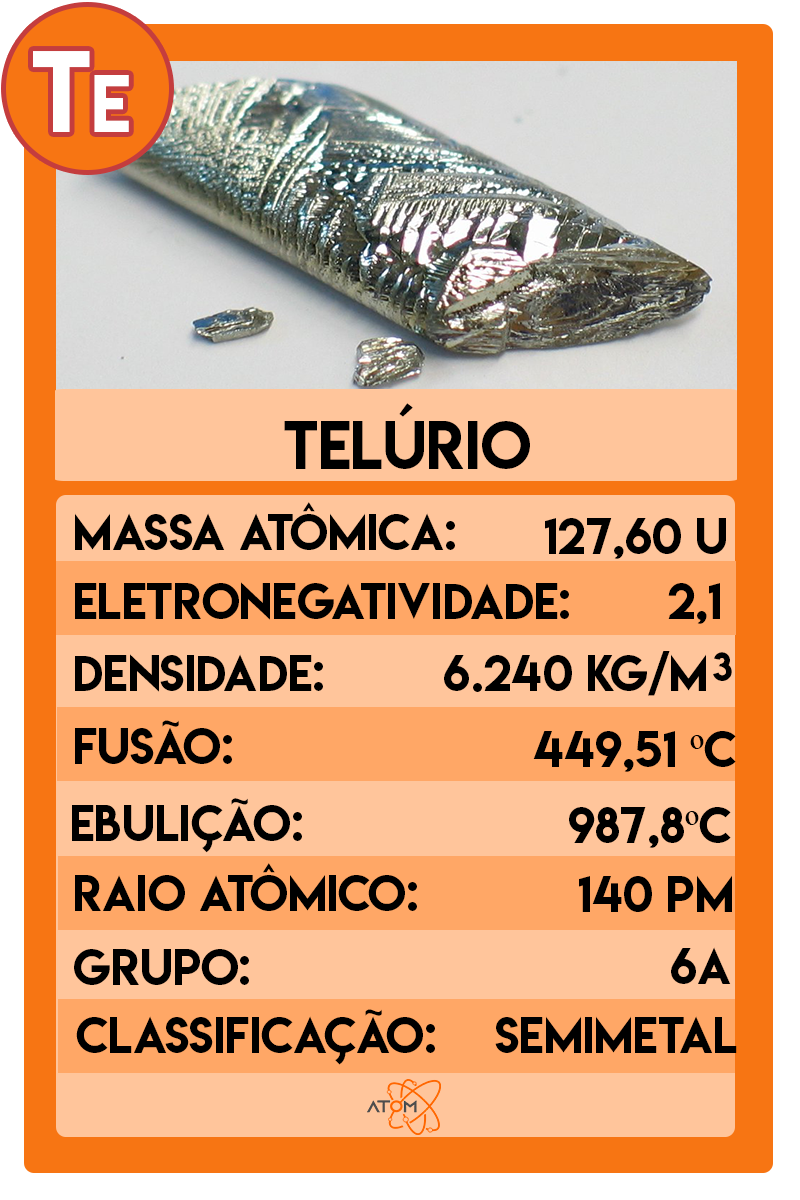 TE
TELÚRIO
MASSA ATÔMICA: 127,60 U
ELETRONEGATIVIDADE: 2,1
DENSIDADE: 6.240 KG/M³
FUSÃO: 449,51 ºC
EBULIÇÃO: 987,8ºC
RAIO ATÔMICO: 140 PM
GRUPO: 6A
CLASSIFICAÇÃO: SEMIMETAL
ATOM